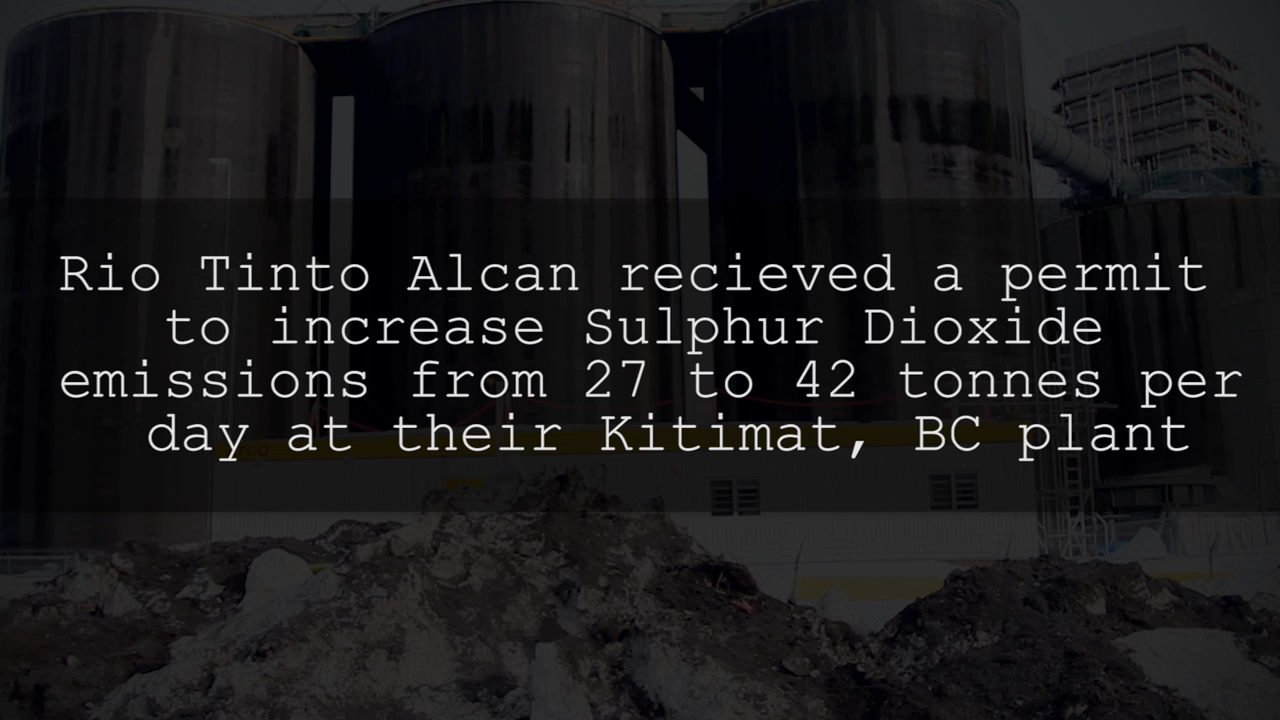 Rio Tinto Alcan recieved a permit
to increase Sulphur Dioxide
emissions from 27 to 42 tonnes per
day at their Kitimat, BC plant